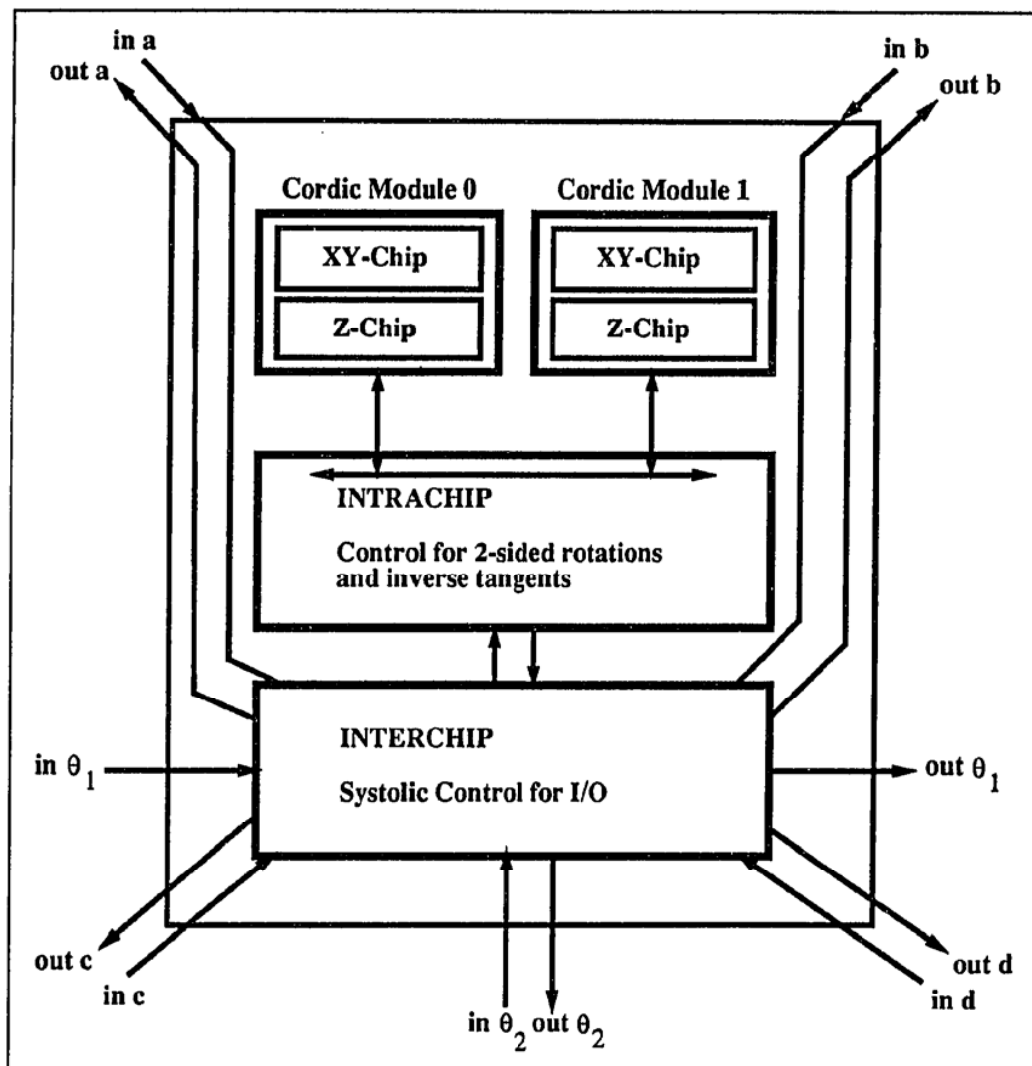 in a
in b
out a
out b
Cordic Module 0
Cordic Module 1
XY-Chip
XY-Chip
Z-Chip
Z-Chip
INTRACHIP
Control for 2-sided rotations
and inverse tangents
INTERCHIP
in θ₁
out θ₁
Systolic Control for I/O
out c
out d
in c
in d
in θ₂
out θ₂